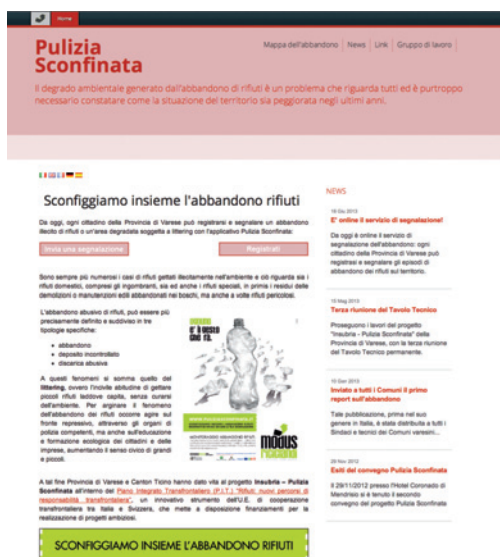 Home
Pulizia
Sconfinata
Mappa dell'abbandono
News
Link
Gruppo di lavoro
Il degrado ambientale generato dall'abbandono di rifiuti è un problema che riguarda tutti ed è purtroppo
necessario constatare come la situazione del territorio sia peggiorata negli ultimi anni.
Sconfiggiamo insieme l'abbandono rifiuti
Da oggi, ogni cittadino della Provincia di Varese può registrarsi e segnalare un abbandono
illecito di rifiuti o un'area degradata soggetta a littering con l'applicativo Pulizia Sconfinata:
Invia una segnalazione
Registrati
Sono sempre più numerosi i casi di rifiuti gettati illecitamente nell'ambiente e ciò riguarda sia i
rifiuti domestici, compresi gli ingombranti, sia ed anche i rifiuti speciali, in primis i residui delle
demolizioni o manutenzioni edili abbandonati nei boschi, ma anche a volte rifiuti pericolosi.
L'abbandono abusivo di rifiuti, può essere più
precisamente definito e suddiviso in tre
tipologie specifiche:
abbandono
deposito incontrollato
discarica abusiva
A questi fenomeni si somma quello del
littering, ovvero l'incivile abitudine di gettare
piccoli rifiuti laddove capita, senza curarsi
dell'ambiente. Per arginare il fenomeno
dell'abbandono dei rifiuti occorre agire sul
fronte repressivo, attraverso gli organi di
polizia competenti, ma anche sull'educazione
e formazione ecologica dei cittadini e delle
imprese, aumentando il senso civico di grandi
e piccoli.
modus
riciclandi
A tal fine Provincia di Varese e Canton Ticino hanno dato vita al progetto Insubria – Pulizia
Sconfinata all'interno del Piano Integrato Transfrontaliero (P.I.T.) "Rifiuti: nuovi percorsi di
responsabilità transfrontaliera", un innovativo strumento dell'U.E. di cooperazione
transfrontaliera tra Italia e Svizzera, che mette a disposizione finanziamenti per la
realizzazione di progetti ambiziosi.
SCONFIGGIAMO INSIEME L'ABBANDONO RIFIUTI
NEWS
18 Giu 2013
E' online il servizio di segnalazione!
Da oggi è online il servizio di
segnalazione dell'abbandono: ogni
cittadino della Provincia di Varese può
registrarsi e segnalare gli episodi di
abbandono dei rifiuti sul territorio.
10 Mag 2013
Terza riunione del Tavolo Tecnico
Proseguono i lavori del progetto
"Insubria - Pulizia Sconfinata" della
Provincia di Varese, con la terza riunione
del Tavolo Tecnico permanente.
10 Gen 2013
Inviato a tutti i Comuni il primo
report sull'abbandono
Tale pubblicazione, prima nel suo
genere in Italia, è stata distribuita a tutti i
Sindaci e tecnici dei Comuni varesini...
29 Nov 2012
Esiti del convegno Pulizia Sconfinata
Il 29/11/2012 presso l'Hotel Coronado di
Mendrisio si è tenuto il secondo
convegno del progetto Pulizia Sconfinata